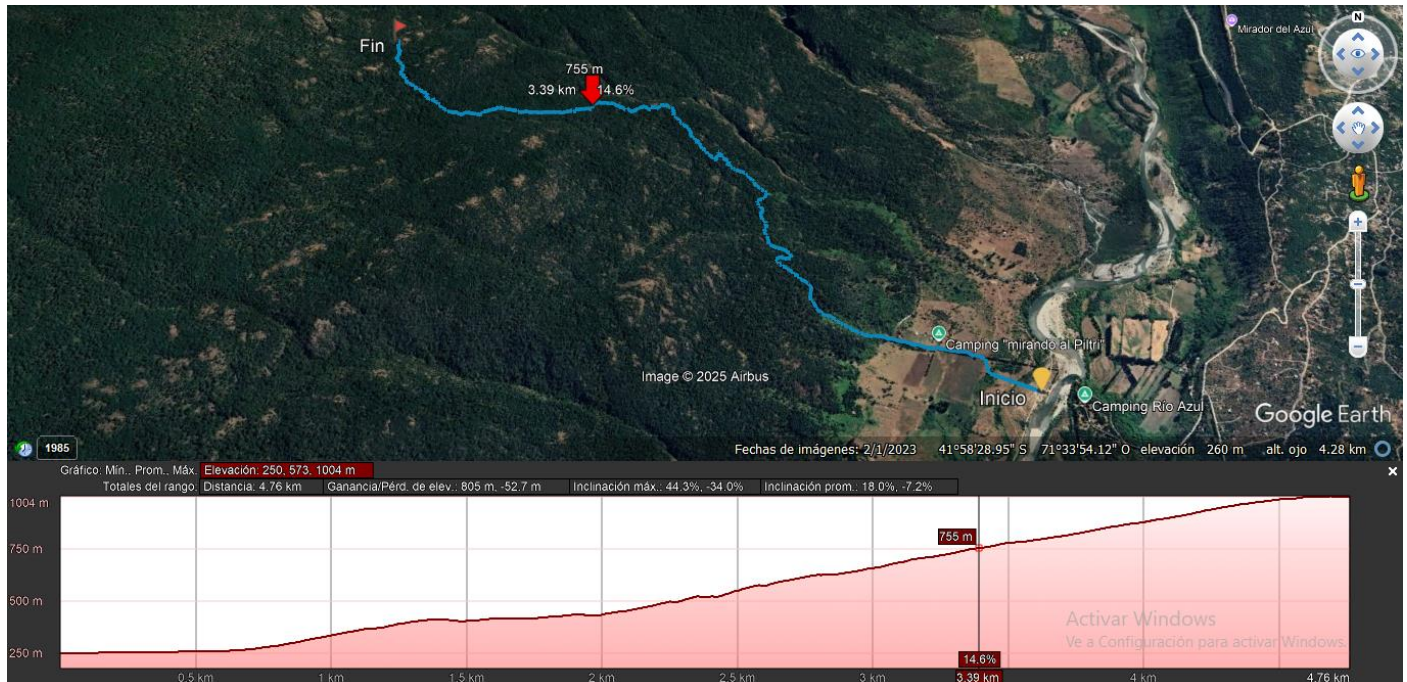 N
Mirador del Azul
Fin
755 m
3.39 km 14.6%
Camping "mirando al Piltri"
Image © 2025 Airbus
Inicio
Camping Río Azul
Google Earth
1985
Fechas de imágenes: 2/1/2023 41°58'28.95" S 71°33'54.12" O elevación 260 m alt. ojo 4.28 km
Gráfico: Mín., Prom., Máx. Elevación: 250, 573, 1004 m
Totales del rango: Distancia: 4.76 km Ganancia/Pérd. de elev.: 805 m, -52.7 m Inclinación máx.: 44.3%, -34.0% Inclinación prom.: 18.0%, -7.2%
1004 m
755 m
750 m
500 m
Activar Windows
Ve a Configuración para activar Windows.
250 m
14.6%
0.5 km 1 km 1.5 km 2 km 2.5 km 3 km 3.39 km 4 km 4.76 km